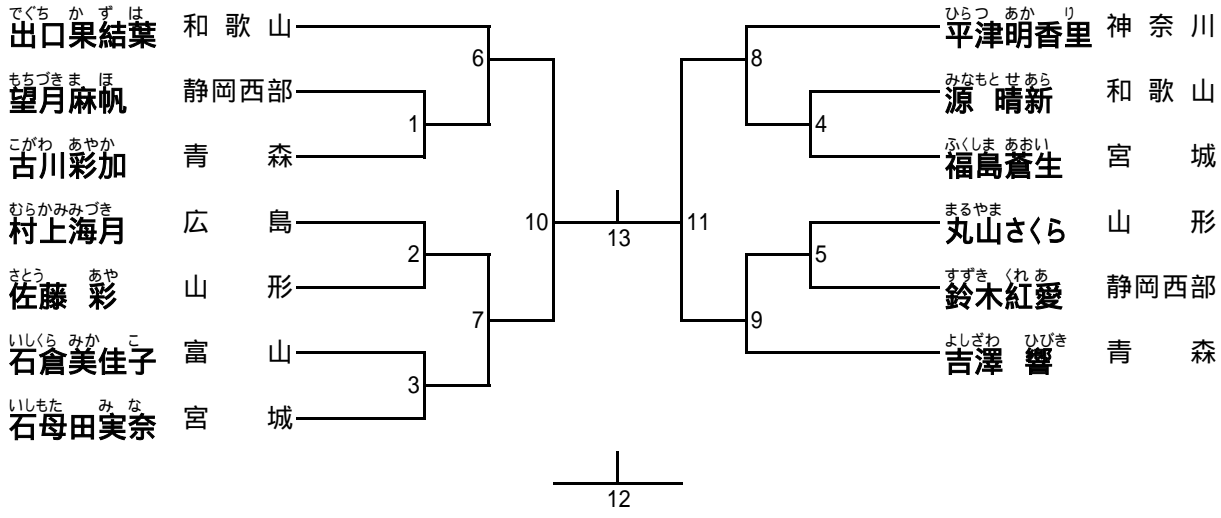 でぐち かずは
出口果結葉 和歌山
もちづきまほ
望月麻帆 静岡西部
こがわ あやか
古川彩加 青森
むらかみみづき
村上海月 広島
さとう あや
佐藤 彩 山形
いしくら みかこ
石倉美佳子 富山
いしもた みな
石母田実奈 宮城
6
1
2
7
3
10
13
11
12
ひらつ あかり
平津明香里 神奈川
みなもと せあら
源 晴新 和歌山
ふくしま あおい
福島蒼生 宮城
まるやま
丸山さくら 山形
すずき くれあ
鈴木紅愛 静岡西部
よしざわ ひびき
吉澤 響 青森
8
4
5
9